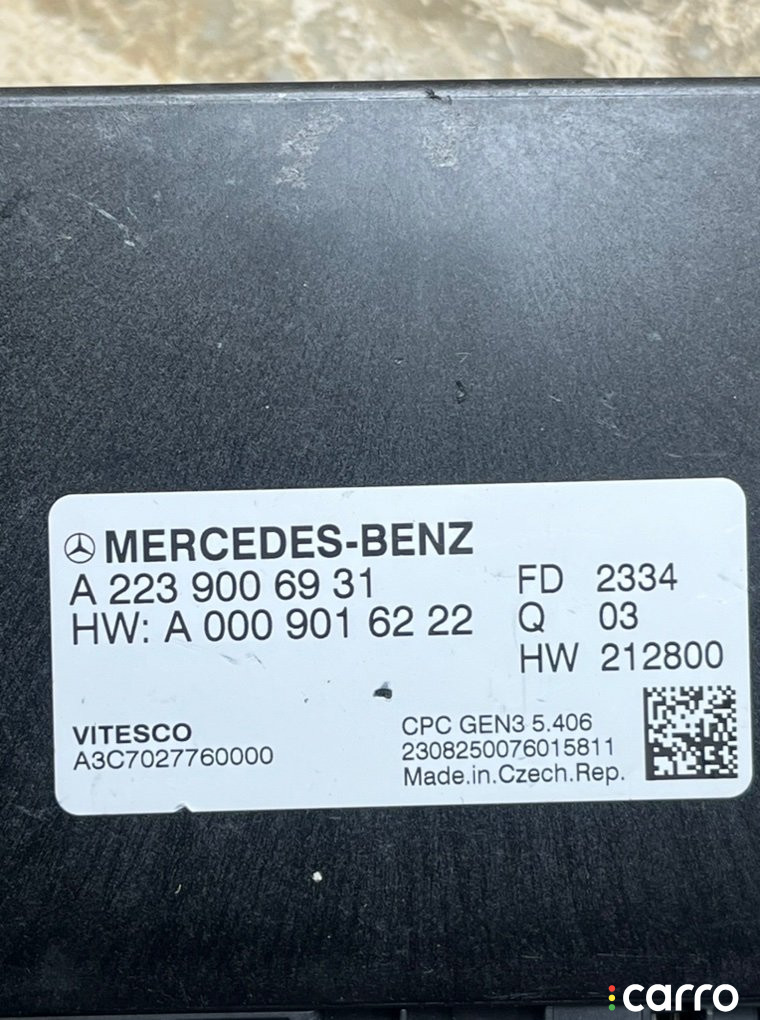 MERCEDES-BENZ
A 223 900 69 31
HW: A 000 901 62 22
FD 2334
Q 03
HW 212800
VITESCO
A3C7027760000
CPC GEN3 5.406
2308250076015811
Made.in.Czech.Rep.
carro